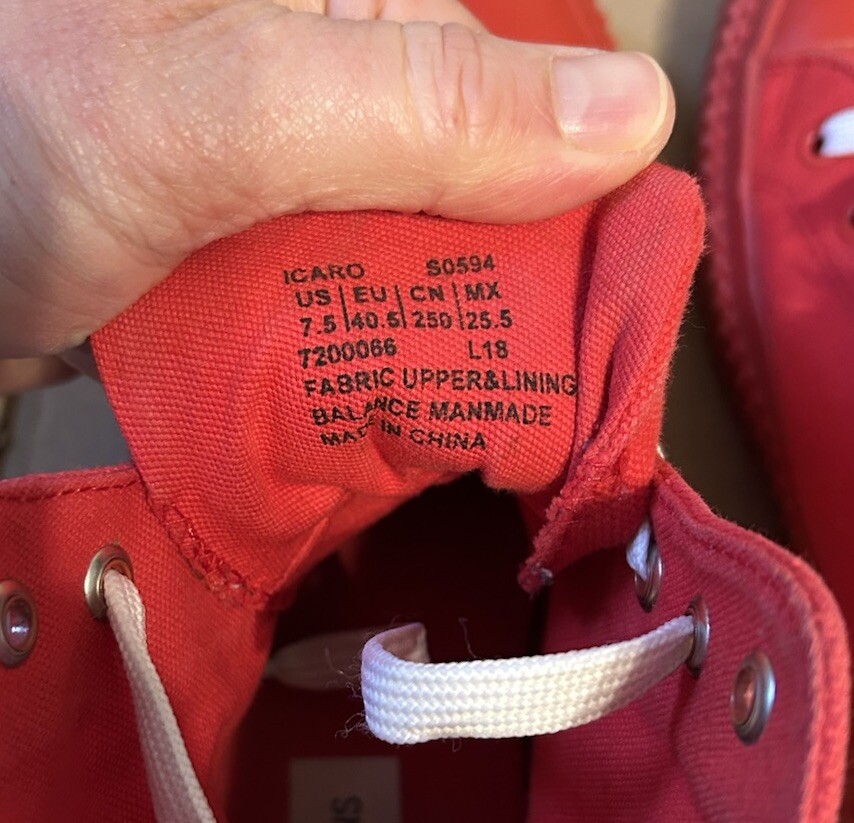 ICARO S0594
US | EU | CN | MX
7.5 | 40.5 | 250 | 25.5
7200066 L18
FABRIC UPPER&LINING
BALANCE MANMADE
MADE IN CHINA
NS